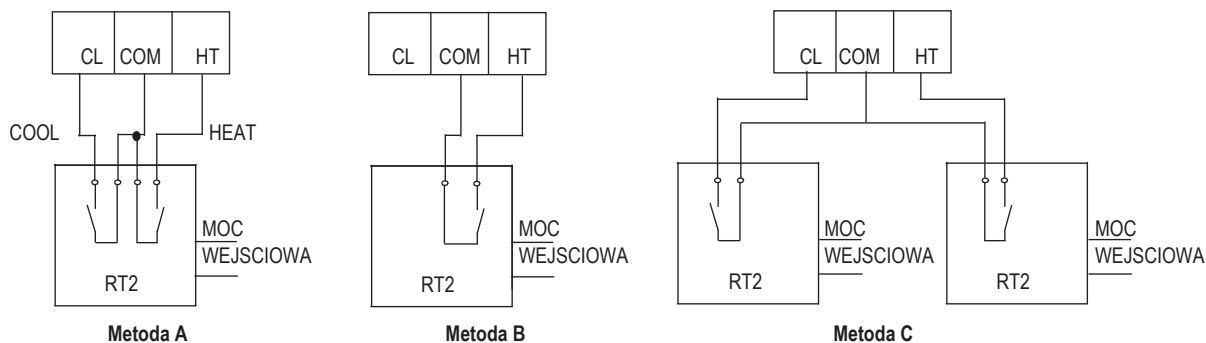 CL COM HT
COOL HEAT
MOC
WEJSCIOWA
RT2
Metoda A
CL COM HT
MOC
WEJSCIOWA
RT2
Metoda B
CL COM HT
MOC
WEJSCIOWA
RT2
MOC
WEJSCIOWA
RT2
Metoda C